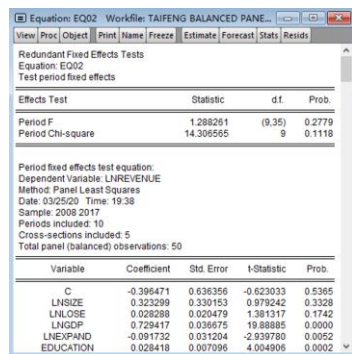 Equation: EQ02 Workfile: TAIFENG BALANCED PANE...
View Proc Object Print Name Freeze Estimate Forecast Stats Resids
Redundant Fixed Effects Tests
Equation: EQ02
Test period fixed effects
Effects Test Statistic d.f. Prob.
Period F 1.288261 (9,35) 0.2779
Period Chi-square 14.306565 9 0.1118
Period fixed effects test equation:
Dependent Variable: LNREVENUE
Method: Panel Least Squares
Date: 03/25/20 Time: 19:38
Sample: 2008 2017
Periods included: 10
Cross-sections included: 5
Total panel (balanced) observations: 50
Variable Coefficient Std. Error t-Statistic Prob.
C -0.396471 0.636356 -0.623033 0.5365
LNSIZE 0.323299 0.330153 0.979242 0.3328
LNLOSE 0.028288 0.020479 1.381317 0.1742
LNGDP 0.729417 0.036675 19.88885 0.0000
LNEXPAND -0.091732 0.031204 -2.939780 0.0052
EDUCATION 0.028418 0.007096 4.004906 0.0002